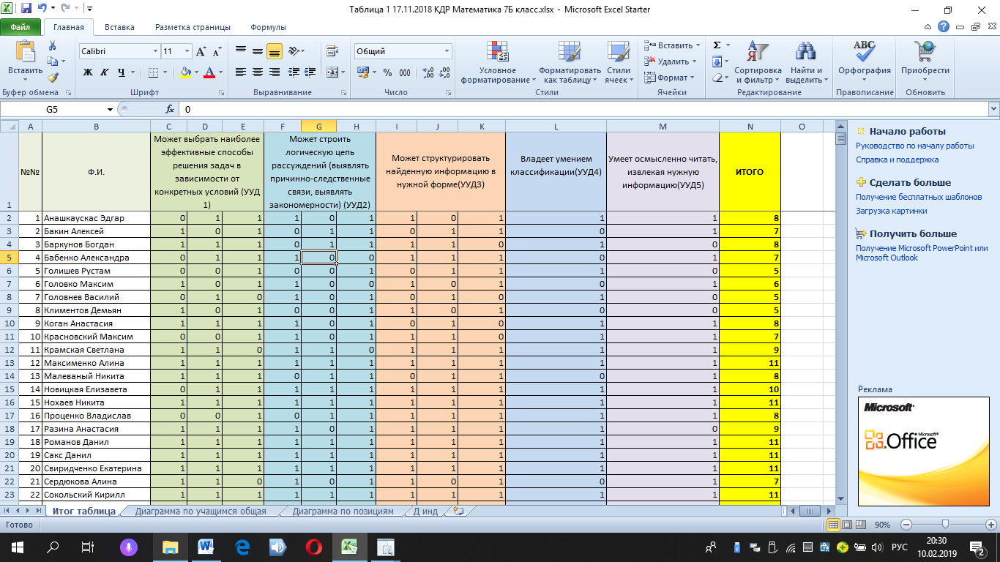 Таблица 1 17.11.2018 КДР Математика 7Б класс.xlsx - Microsoft Excel Starter
Файл Главная Вставка Разметка страницы Формулы
Вставить
Calibri 11
Ж К Ч
Общий
% 000
Условное форматирование
Форматировать как таблицу
Стили ячеек
Вставить
Удалить
Формат
Σ
Сортировка и фильтр
Найти и выделить
ABC
Орфография
Приобрести
Буфер обмена Шрифт Выравнивание Число Стили Ячейки Редактирование Правописание Обновить
G5 fx 0
A B C D E F G H I J K L M N O
1 №№ Ф.И. Может выбрать наиболее эффективные способы решения задач в зависимости от конкретных условий (УУД 1) Может строить логическую цепь рассуждений (выявлять причинно-следственные связи, выявлять закономерности) (УУД2) Может структурировать найденную информацию в нужной форме(УУД3) Владеет умением классификации(УУД4) Умеет осмысленно читать, извлекая нужную информацию(УУД5) ИТОГО
2 1 Анашкаускас Эдгар 0 1 1 1 0 1 1 0 1 1 1 8
3 2 Бакин Алексей 1 0 1 0 1 1 0 1 1 0 1 7
4 3 Баркунов Богдан 1 1 1 0 1 1 1 1 0 1 0 8
5 4 Бабенко Александра 0 1 1 1 0 0 1 1 1 0 1 7
6 5 Голишев Рустам 0 0 1 0 0 1 0 1 1 1 0 5
7 6 Головко Максим 1 0 1 1 0 0 1 0 1 0 1 6
8 7 Головнев Василий 0 1 0 1 0 1 0 1 0 1 0 5
9 8 Климентов Демьян 1 0 1 0 0 1 1 0 1 0 0 5
10 9 Коган Анастасия 1 1 1 1 0 1 0 1 0 1 1 8
11 10 Красновский Максим 0 0 1 1 0 1 1 1 0 1 1 7
12 11 Крамская Светлана 1 1 0 1 1 0 1 1 1 1 1 9
13 12 Максименко Алина 1 1 1 1 1 1 1 1 1 1 1 11
14 13 Малеваный Никита 1 1 1 0 1 1 0 1 1 0 1 8
15 14 Новицкая Елизавета 0 1 1 1 1 1 1 1 1 1 1 10
16 15 Нохаев Никита 1 1 1 1 1 1 1 1 1 1 1 11
17 16 Проценко Владислав 0 0 1 0 1 1 1 1 1 1 1 8
18 17 Разина Анастасия 1 1 1 1 0 1 1 1 1 1 0 9
19 18 Романов Данил 1 1 1 1 1 1 1 1 1 1 1 11
20 19 Сакс Данил 1 1 1 1 1 1 1 1 1 1 1 11
21 20 Свиридченко Екатерина 1 1 1 1 1 1 1 1 1 1 1 11
22 21 Сердюкова Алина 1 1 0 1 0 1 1 0 1 0 1 7
23 22 Сокольский Кирилл 1 1 1 1 1 1 1 1 1 1 1 11
Начало работы
Руководство по началу работы
Справка и поддержка
Сделать больше
Получение бесплатных шаблонов
Загрузка картинки
Получить больше
Получение Microsoft PowerPoint или
Microsoft Outlook
Реклама
Microsoft
Microsoft
Office
Итог таблица Диаграмма по учащимся общая Диаграмма по позициям Д инд
Готово 90%
РУС 20:30
10.02.2019
2